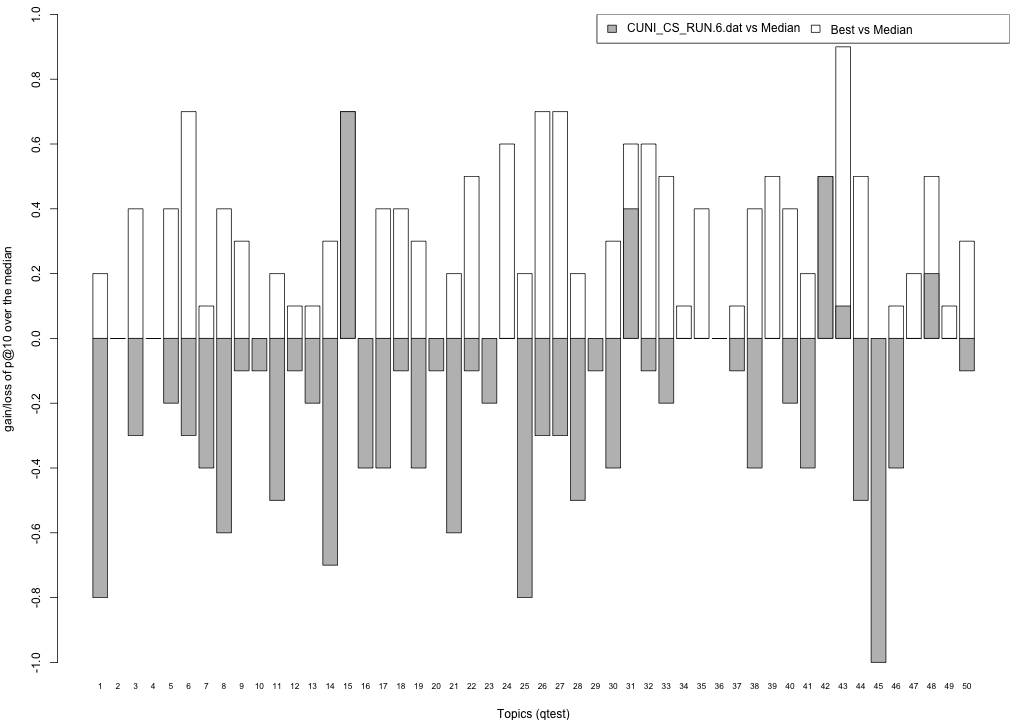 CUNI_CS_RUN.6.dat vs Median Best vs Median
gain/loss of p@10 over the median
1.0
0.8
0.6
0.4
0.2
0.0
-0.2
-0.4
-0.6
-0.8
-1.0
1 2 3 4 5 6 7 8 9 10 11 12 13 14 15 16 17 18 19 20 21 22 23 24 25 26 27 28 29 30 31 32 33 34 35 36 37 38 39 40 41 42 43 44 45 46 47 48 49 50
Topics (qtest)